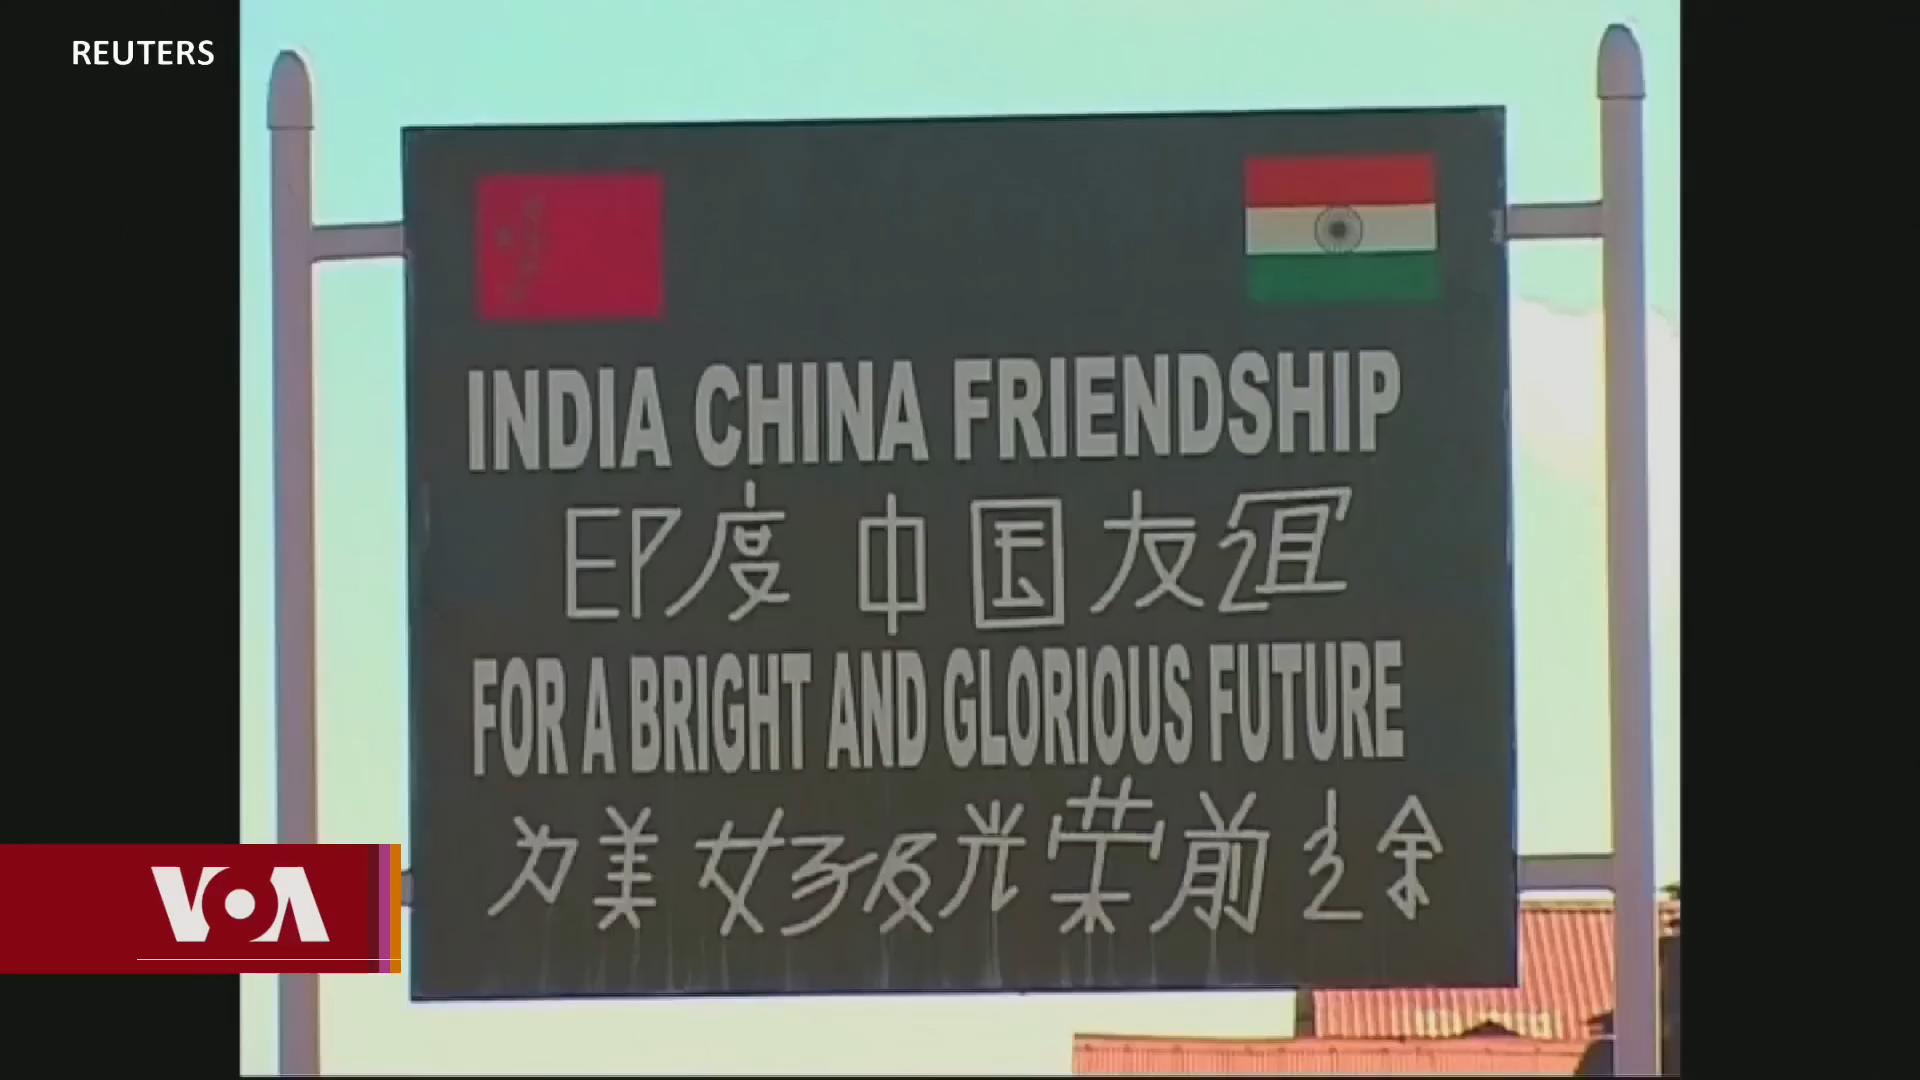 REUTERS
INDIA CHINA FRIENDSHIP
印度 中国友谊
FOR A BRIGHT AND GLORIOUS FUTURE
为美好及光荣前途
VOA